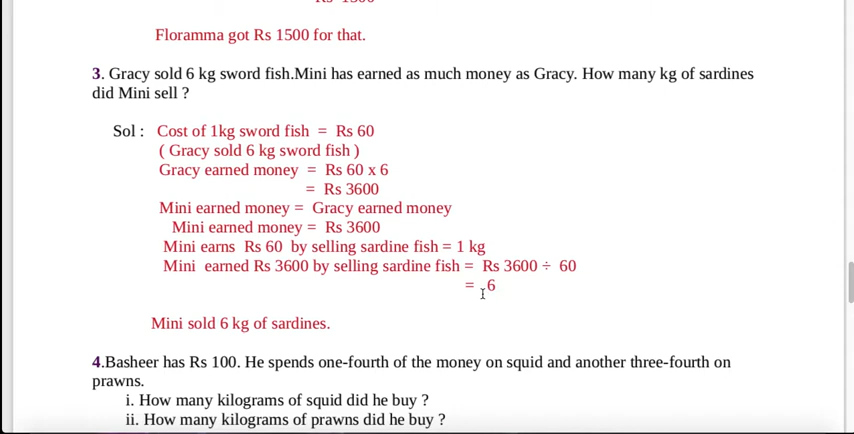 Floramma got Rs 1500 for that.
3. Gracy sold 6 kg sword fish.Mini has earned as much money as Gracy. How many kg of sardines
did Mini sell ?
Sol : Cost of 1kg sword fish = Rs 60
( Gracy sold 6 kg sword fish )
Gracy earned money = Rs 60 x 6
= Rs 3600
Mini earned money = Gracy earned money
Mini earned money = Rs 3600
Mini earns Rs 60 by selling sardine fish = 1 kg
Mini earned Rs 3600 by selling sardine fish = Rs 3600 ÷ 60
= 6
Mini sold 6 kg of sardines.
4.Basheer has Rs 100. He spends one-fourth of the money on squid and another three-fourth on
prawns.
i. How many kilograms of squid did he buy ?
ii. How many kilograms of prawns did he buy ?